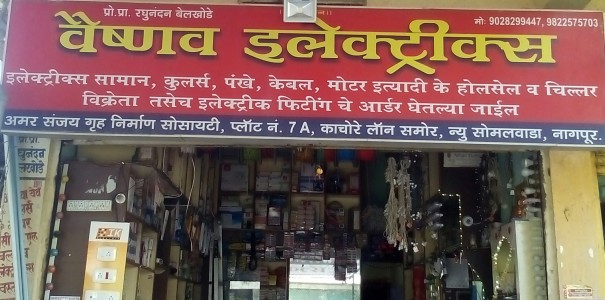 प्रो.प्रा. रघुनंदन बेलखोडे
मो: 9028299447, 9822575703
वैष्णव इलेक्ट्रीक्स
इलेक्ट्रीक्स सामान, कुलर्स, पंखे, केबल, मोटर इत्यादी के होलसेल व चिल्लर
विक्रेता तसेच इलेक्ट्रीक फिटींग चे आर्डर घेतल्या जाईल
अमर संजय गृह निर्माण सोसायटी, प्लॉट नं. 7 A, काचोरे लॉन समोर, न्यु सोमलवाडा, नागपूर.